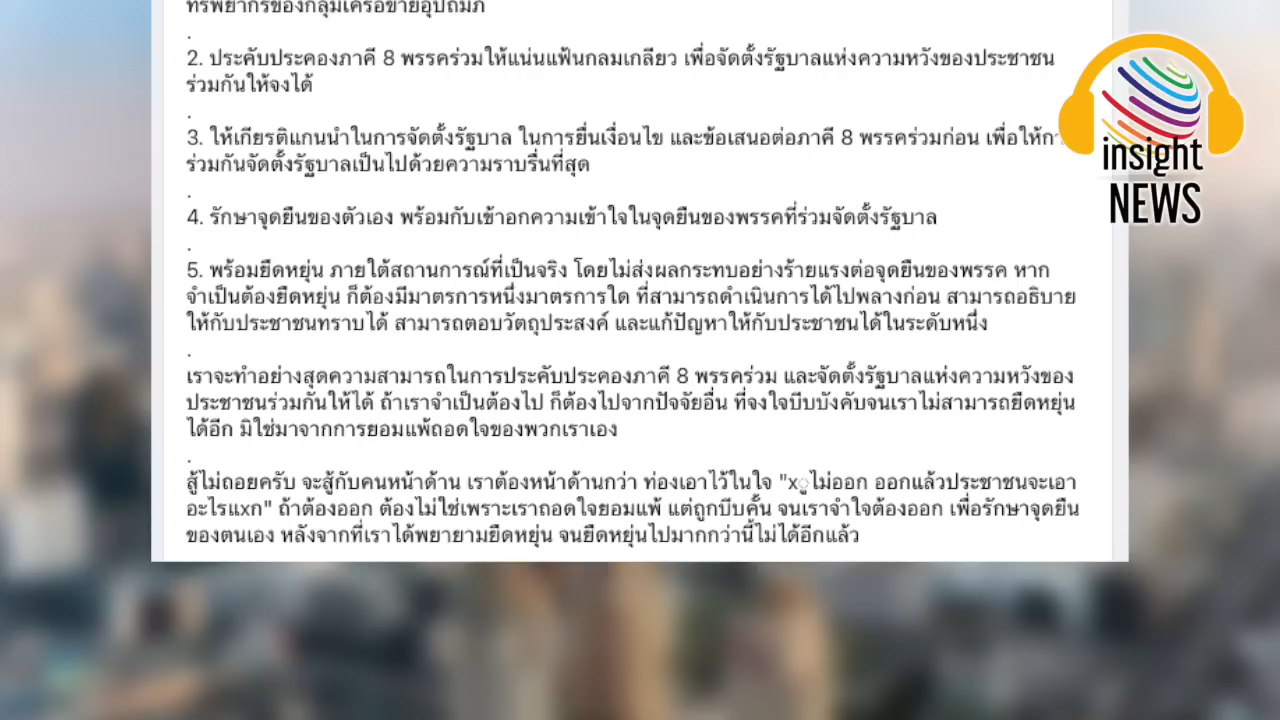 ทรัพยากรของกลุ่มเครือข่ายอุปถัมภ์
.
2. ประคับประคองภาคี 8 พรรคร่วมให้แน่นแฟ้นกลมเกลียว เพื่อจัดตั้งรัฐบาลแห่งความหวังของประชาชน
ร่วมกันให้จงได้
.
3. ให้เกียรติแกนนำในการจัดตั้งรัฐบาล ในการยื่นเงื่อนไข และข้อเสนอต่อภาคี 8 พรรคร่วมก่อน เพื่อให้กา
ร่วมกันจัดตั้งรัฐบาลเป็นไปด้วยความราบรื่นที่สุด
.
4. รักษาจุดยืนของตัวเอง พร้อมกับเข้าอกความเข้าใจในจุดยืนของพรรคที่ร่วมจัดตั้งรัฐบาล
.
5. พร้อมยืดหยุ่น ภายใต้สถานการณ์ที่เป็นจริง โดยไม่ส่งผลกระทบอย่างร้ายแรงต่อจุดยืนของพรรค หาก
จำเป็นต้องยืดหยุ่น ก็ต้องมีมาตรการหนึ่งมาตรการใด ที่สามารถดำเนินการได้ไปพลางก่อน สามารถอธิบาย
ให้กับประชาชนทราบได้ สามารถตอบวัตถุประสงค์ และแก้ปัญหาให้กับประชาชนได้ในระดับหนึ่ง
.
เราจะทำอย่างสุดความสามารถในการประคับประคองภาคี 8 พรรคร่วม และจัดตั้งรัฐบาลแห่งความหวังของ
ประชาชนร่วมกันให้ได้ ถ้าเราจำเป็นต้องไป ก็ต้องไปจากปัจจัยอื่น ที่จงใจบีบบังคับจนเราไม่สามารถยืดหยุ่น
ได้อีก มิใช่มาจากการยอมแพ้ถอดใจของพวกเราเอง
.
สู้ไม่ถอยครับ จะสู้กับคนหน้าด้าน เราต้องหน้าด้านกว่า ท่องเอาไว้ในใจ "xูไม่ออก ออกแล้วประชาชนจะเอา
อะไรแxก" ถ้าต้องออก ต้องไม่ใช่เพราะเราถอดใจยอมแพ้ แต่ถูกบีบคั้น จนเราจำใจต้องออก เพื่อรักษาจุดยืน
ของตนเอง หลังจากที่เราได้พยายามยืดหยุ่น จนยืดหยุ่นไปมากกว่านี้ไม่ได้อีกแล้ว
insight
NEWS